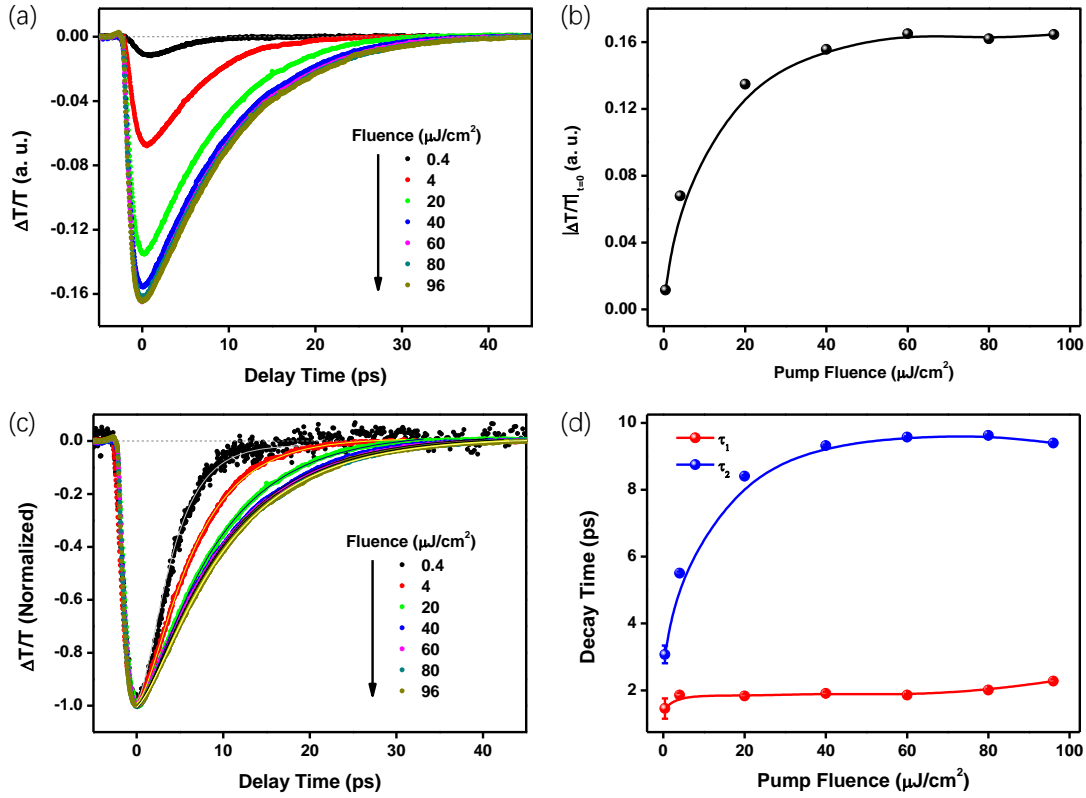 (a)
0.00
-0.04
-0.08
-0.12
-0.16
ΔT/T (a. u.)
Fluence (μJ/cm²)
0.4
4
20
40
60
80
96
0 10 20 30 40
Delay Time (ps)
(b)
0.16
0.12
0.08
0.04
0.00
|ΔT/T|t=0 (a. u.)
0 20 40 60 80 100
Pump Fluence (μJ/cm²)
(c)
0.0
-0.2
-0.4
-0.6
-0.8
-1.0
ΔT/T (Normalized)
Fluence (μJ/cm²)
0.4
4
20
40
60
80
96
0 10 20 30 40
Delay Time (ps)
(d)
10
8
6
4
2
Decay Time (ps)
τ₁
τ₂
0 20 40 60 80 100
Pump Fluence (μJ/cm²)